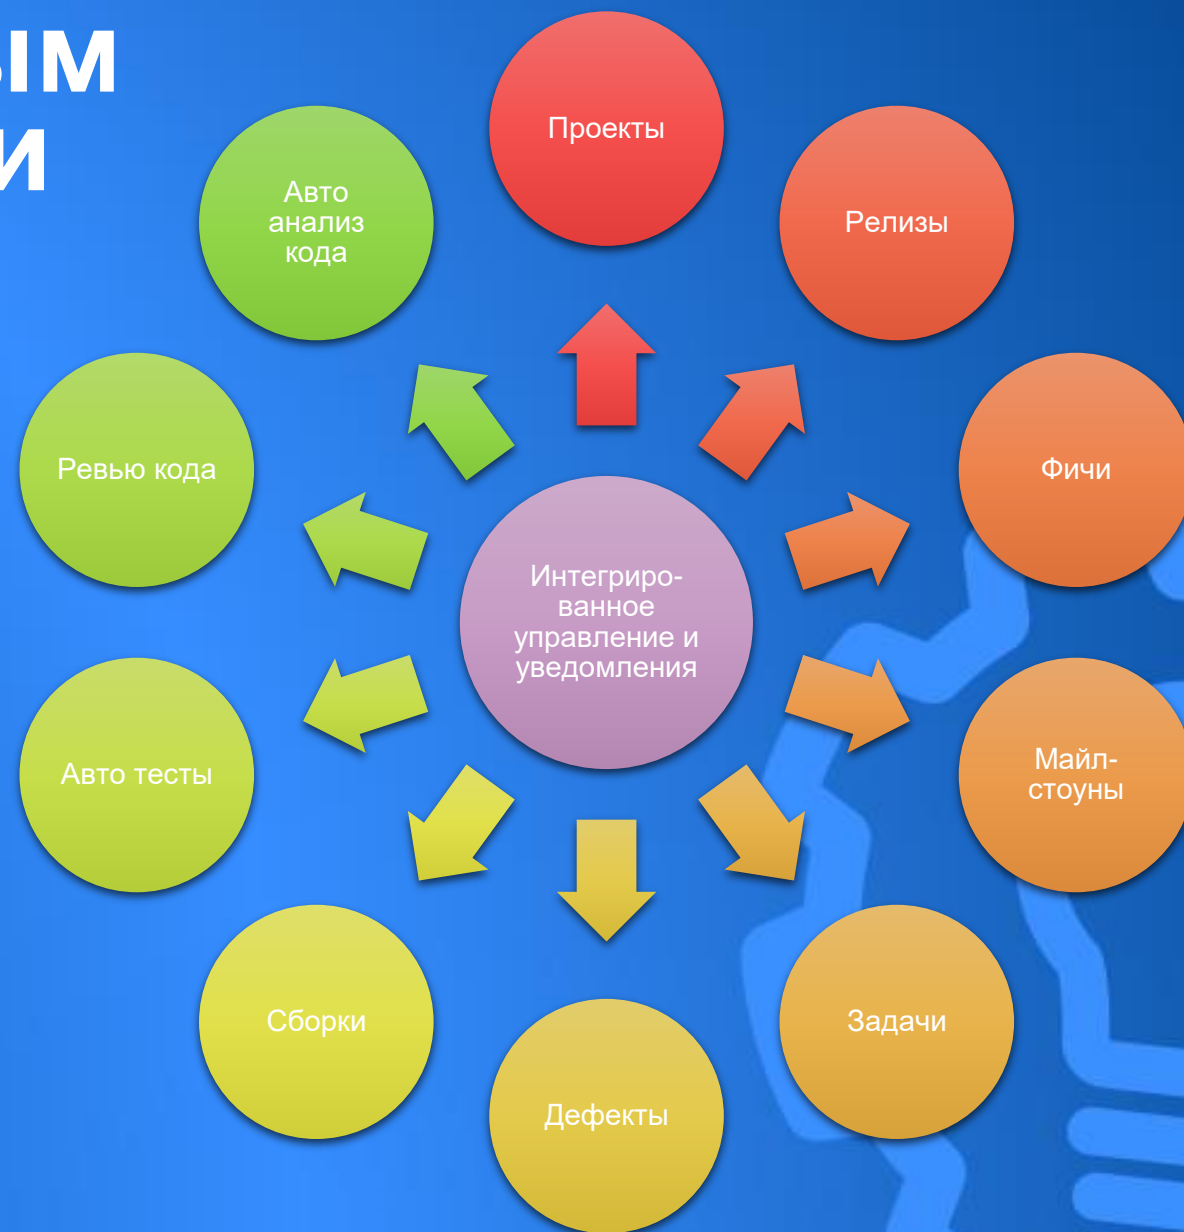 Проекты
Релизы
Фичи
Майл-
стоуны
Задачи
Дефекты
Сборки
Авто тесты
Ревью кода
Авто
анализ
кода
Интегриро-
ванное
управление и
уведомления